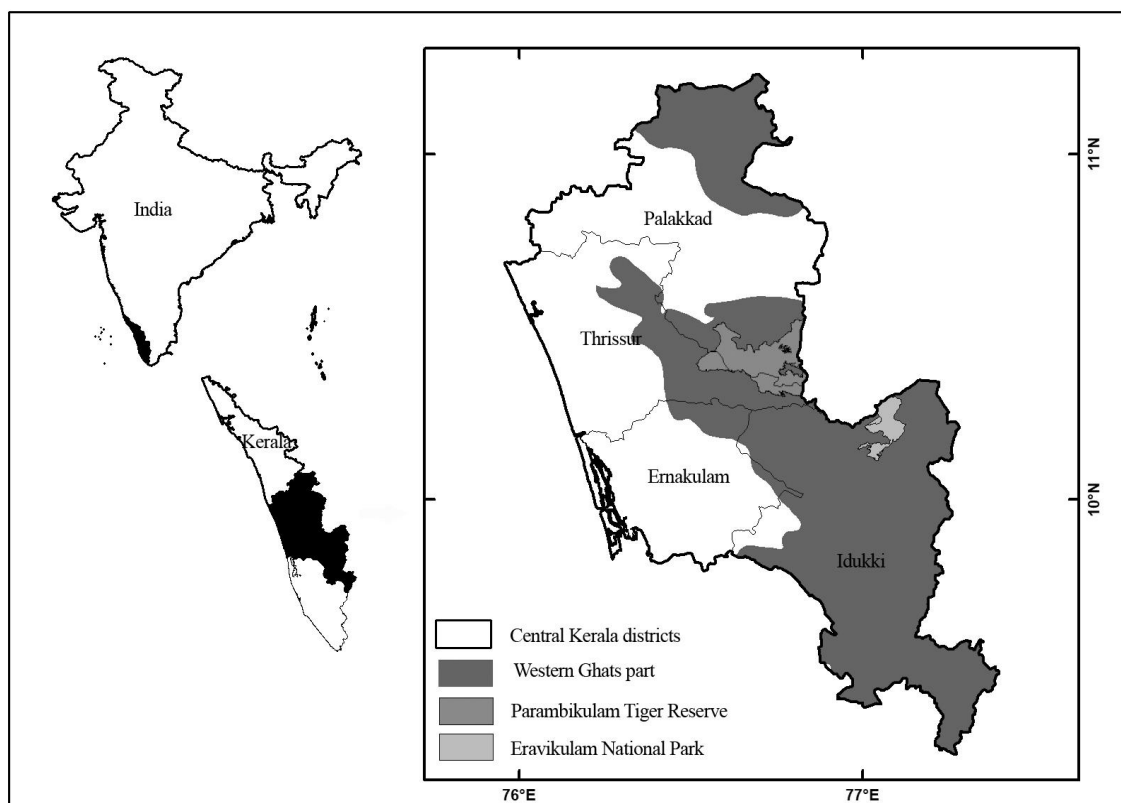 India
Kerala
Palakkad
Thrissur
Ernakulam
Idukki
11°N
10°N
76°E
77°E
Central Kerala districts
Western Ghats part
Parambikulam Tiger Reserve
Eravikulam National Park